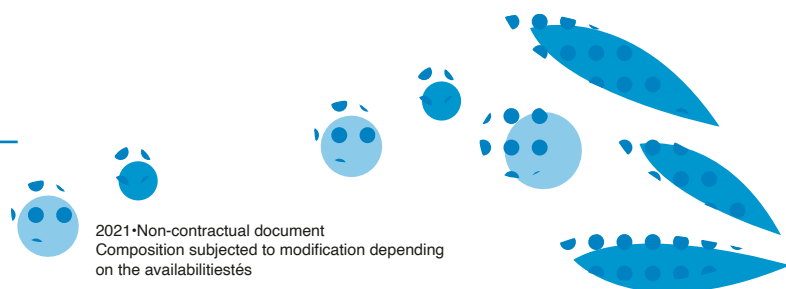 2021•Non-contractual document
Composition subjected to modification depending
on the availabilitiestés